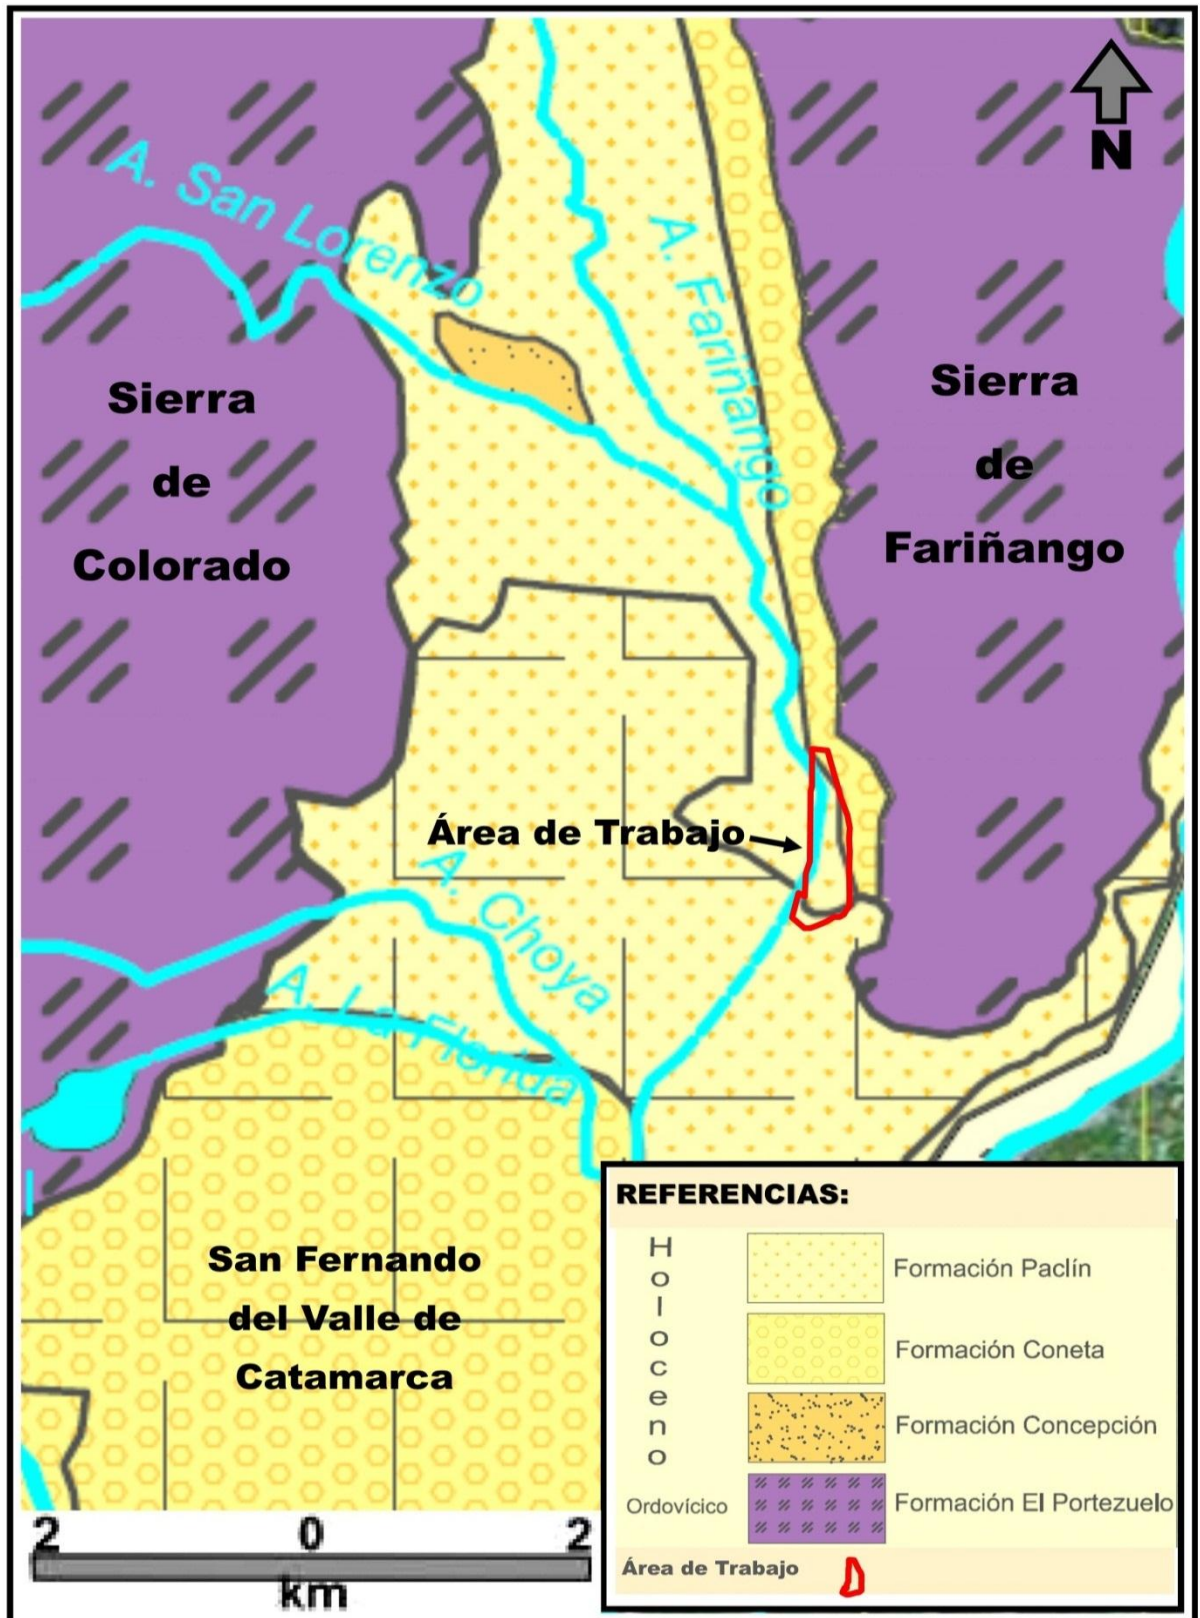 N
A. San Lorenzo
A. Fariñango
Sierra
de
Colorado
Sierra
de
Fariñango
Área de Trabajo
A. Choya
A. La Florida
San Fernando
del Valle de
Catamarca
REFERENCIAS:
Holoceno
Formación Paclín
Formación Coneta
Formación Concepción
Ordovícico
Formación El Portezuelo
Área de Trabajo
2 0 2
km